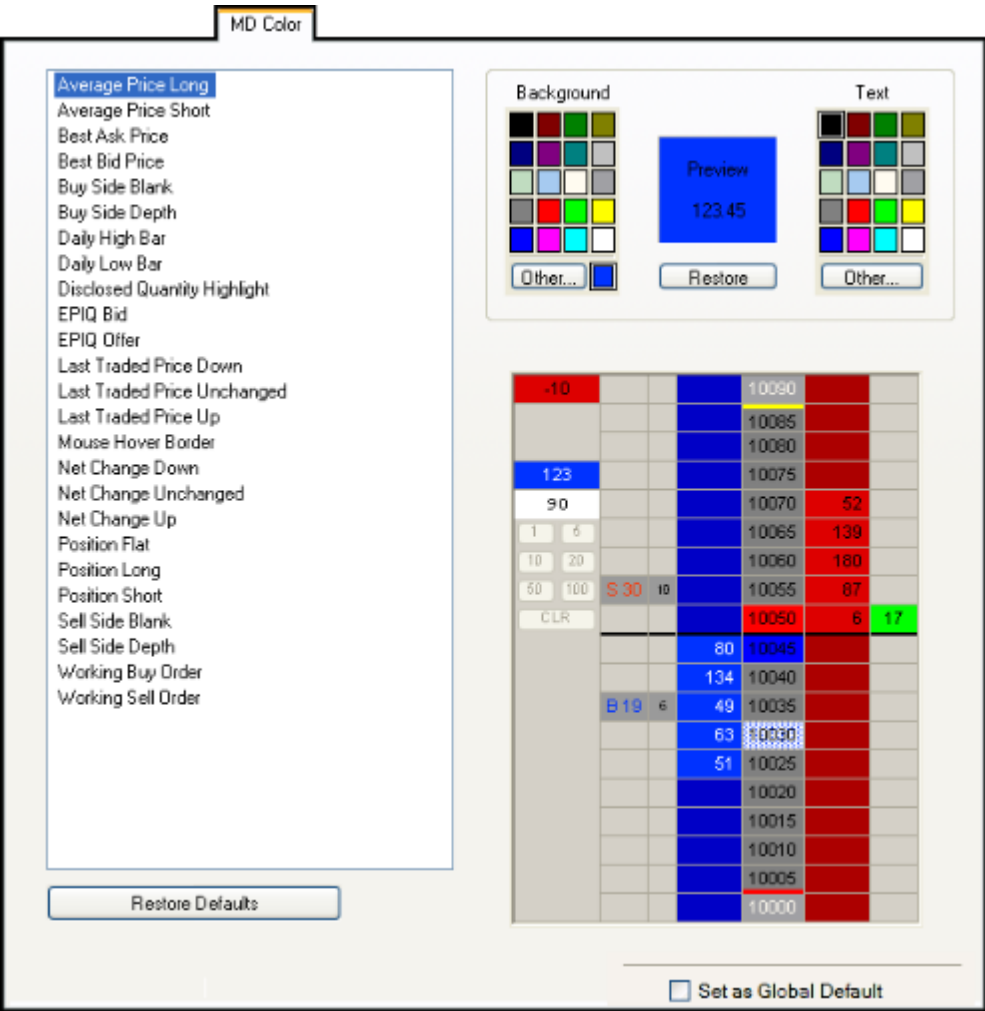 MD Color
Average Price Long
Average Price Short
Best Ask Price
Best Bid Price
Buy Side Blank
Buy Side Depth
Daily High Bar
Daily Low Bar
Disclosed Quantity Highlight
EPIQ Bid
EPIQ Offer
Last Traded Price Down
Last Traded Price Unchanged
Last Traded Price Up
Mouse Hover Border
Net Change Down
Net Change Unchanged
Net Change Up
Position Flat
Position Long
Position Short
Sell Side Blank
Sell Side Depth
Working Buy Order
Working Sell Order
Restore Defaults
Background Text
Preview
123.45
Other... Restore Other...
-10 10090
10085
10080
123 10075
90 10070 52
1 6 10065 139
10 20 10060 180
50 100 S 30 10 10055 87
CLR 10050 6 17
80 10045
134 10040
B 19 6 49 10035
63 10030
51 10025
10020
10015
10010
10005
10000
Set as Global Default